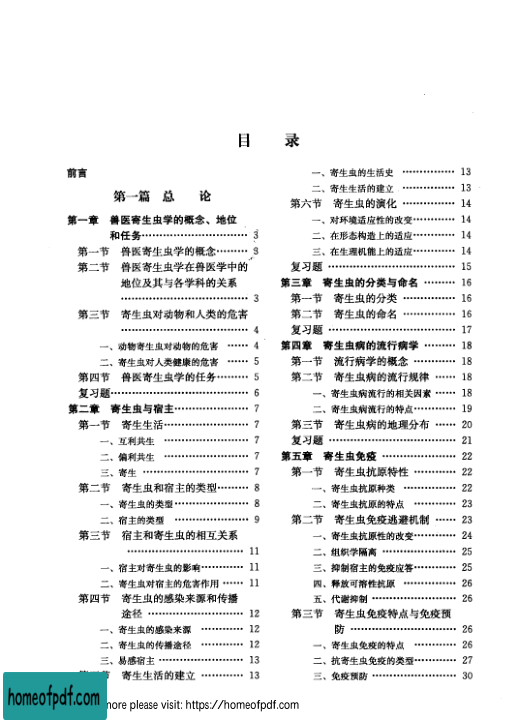 目 录
前言
第一篇 总 论
第一章 兽医寄生虫学的概念、地位
和任务…………………………… 3
第一节 兽医寄生虫学的概念……… 3
第二节 兽医寄生虫学在兽医学中的
地位及其与各学科的关系
…………………………… 3
第三节 寄生虫对动物和人类的危害
…………………………… 4
一、动物寄生虫对动物的危害 …… 4
二、寄生虫对人类健康的危害 …… 5
第四节 兽医寄生虫学的任务……… 5
复习题…………………………………… 6
第二章 寄生虫与宿主………………… 7
第一节 寄生生活…………………… 7
一、互利共生 ………………… 7
二、偏利共生 ………………… 7
三、寄生 ……………………… 7
第二节 寄生虫和宿主的类型……… 8
一、寄生虫的类型……………… 8
二、宿主的类型 ……………… 9
第三节 宿主和寄生虫的相互关系
…………………………… 11
一、宿主对寄生虫的影响………… 11
二、寄生虫对宿主的危害作用 …… 11
第四节 寄生虫的感染来源和传播
途径 ……………………… 12
一、寄生虫的感染来源 ………… 12
二、寄生虫的传播途径 ………… 12
三、易感宿主 ………………… 13
节 寄生生活的建立 …………… 13
一、寄生虫的生活史 …………… 13
二、寄生生活的建立 …………… 13
第六节 寄生虫的演化 …………… 14
一、对环境适应性的改变………… 14
二、在形态构造上的适应………… 14
三、在生理机能上的适应………… 14
复习题 ……………………………… 15
第三章 寄生虫的分类与命名 ……… 16
第一节 寄生虫的分类 …………… 16
第二节 寄生虫的命名 …………… 16
复习题 ……………………………… 17
第四章 寄生虫病的流行病学 ……… 18
第一节 流行病学的概念 ………… 18
第二节 寄生虫病的流行规律 …… 18
一、寄生虫病流行的相关因素 …… 18
二、寄生虫病流行的特点………… 19
第三节 寄生虫病的地理分布 …… 20
复习题 ……………………………… 21
第五章 寄生虫免疫 ………………… 22
第一节 寄生虫抗原特性 ………… 22
一、寄生虫抗原种类 …………… 22
二、寄生虫抗原的特点 ………… 23
第二节 寄生虫免疫逃避机制 …… 23
一、寄生虫抗原性的改变………… 24
二、组织学隔离 ……………… 25
三、抑制宿主的免疫应答………… 25
四、释放可溶性抗原 …………… 26
五、代谢抑制 ………………… 26
第三节 寄生虫免疫特点与免疫预
防 ………………………… 26
一、寄生虫免疫的特点 ………… 26
二、抗寄生虫免疫的类型………… 27
三、免疫预防 ………………… 30
homeofpdf.com
more please visit: https://homeofpdf.com